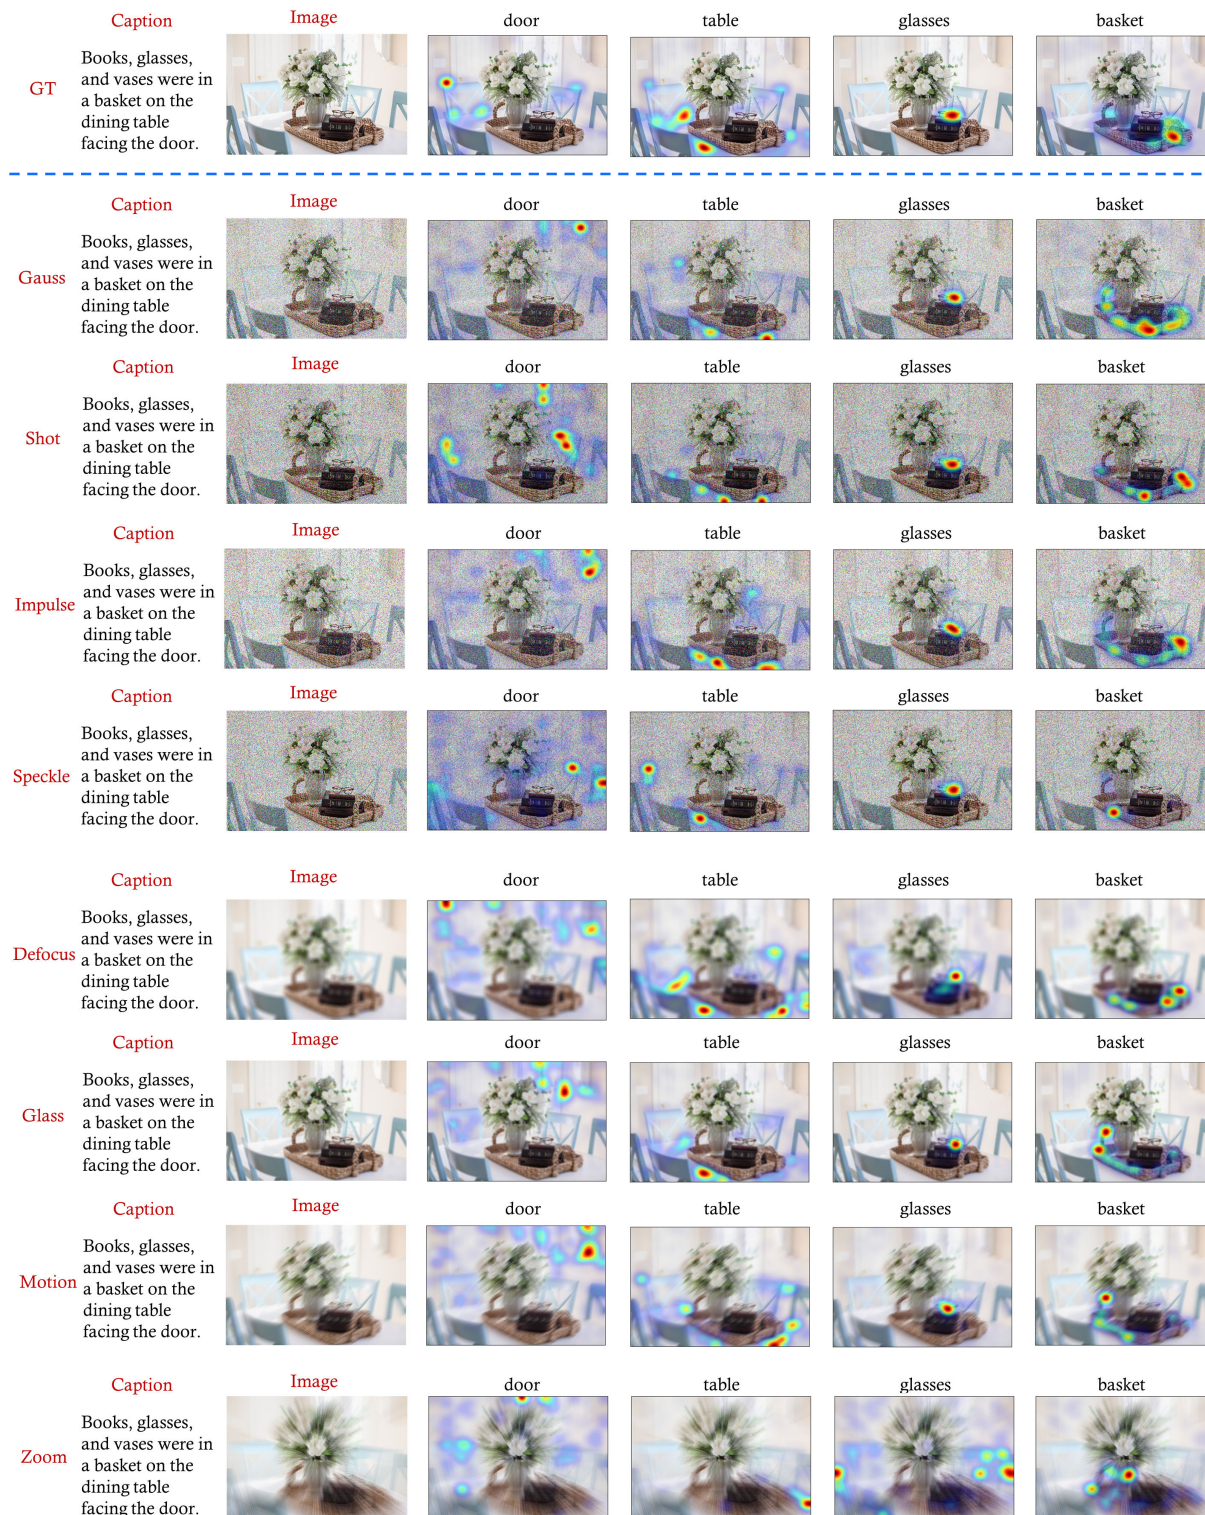 Caption Image door table glasses basket
GT
Books, glasses,
and vases were in
a basket on the
dining table
facing the door.
Caption Image door table glasses basket
Gauss
Books, glasses,
and vases were in
a basket on the
dining table
facing the door.
Caption Image door table glasses basket
Shot
Books, glasses,
and vases were in
a basket on the
dining table
facing the door.
Caption Image door table glasses basket
Impulse
Books, glasses,
and vases were in
a basket on the
dining table
facing the door.
Caption Image door table glasses basket
Speckle
Books, glasses,
and vases were in
a basket on the
dining table
facing the door.
Caption Image door table glasses basket
Defocus
Books, glasses,
and vases were in
a basket on the
dining table
facing the door.
Caption Image door table glasses basket
Glass
Books, glasses,
and vases were in
a basket on the
dining table
facing the door.
Caption Image door table glasses basket
Motion
Books, glasses,
and vases were in
a basket on the
dining table
facing the door.
Caption Image door table glasses basket
Zoom
Books, glasses,
and vases were in
a basket on the
dining table
facing the door.